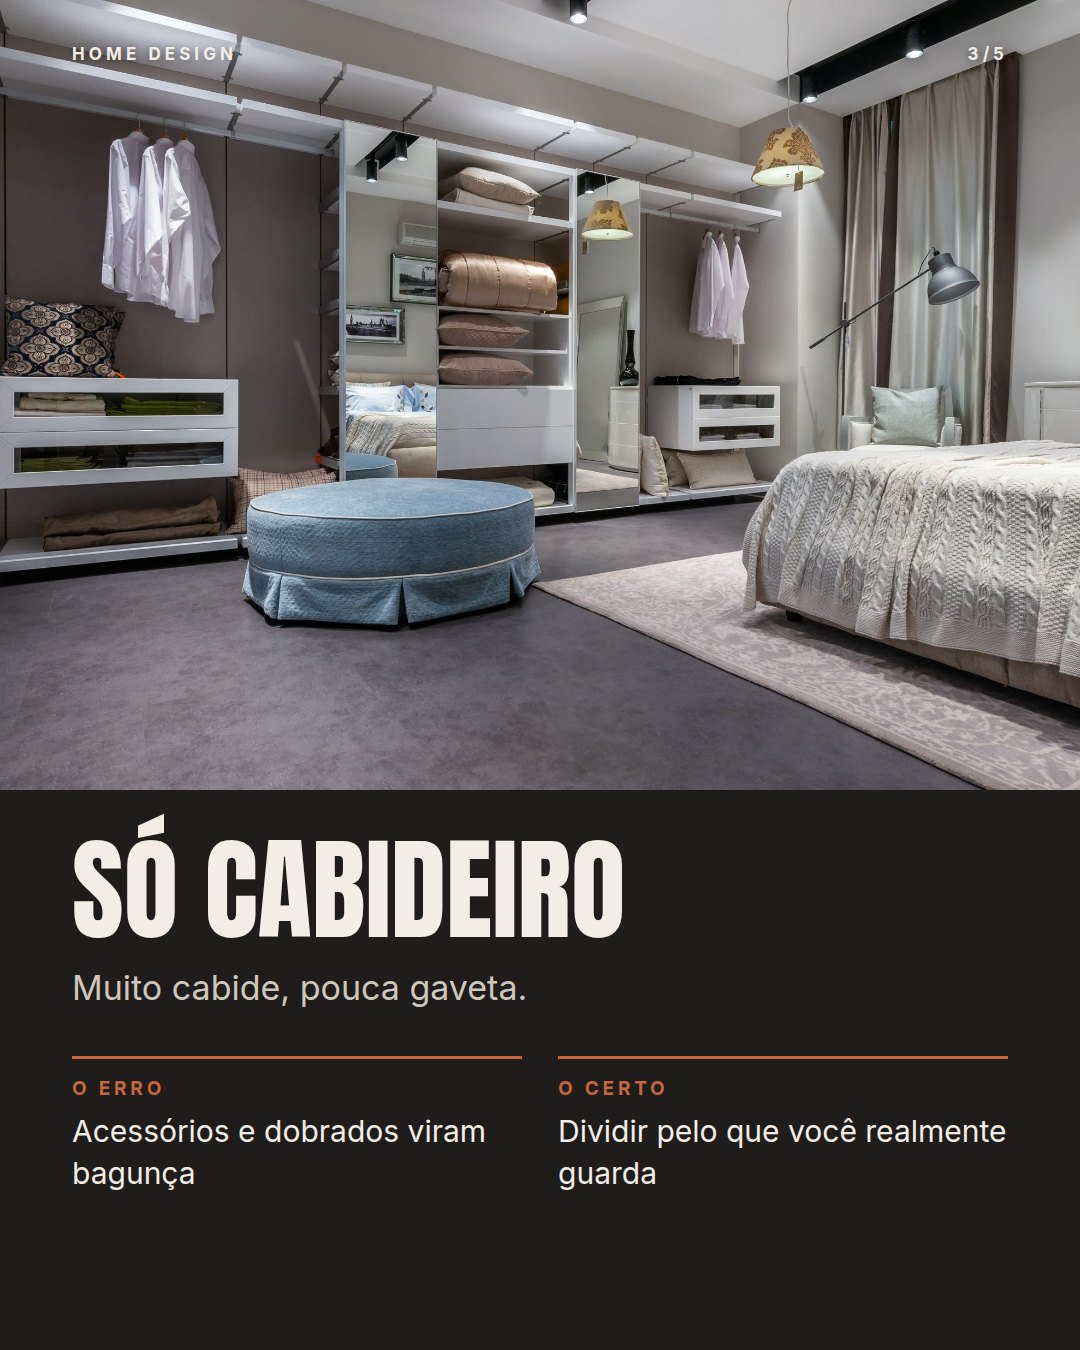 HOME DESIGN
3/5
SÓ CABIDEIRO
Muito cabide, pouca gaveta.
O ERRO
Acessórios e dobrados viram
bagunça
O CERTO
Dividir pelo que você realmente
guarda